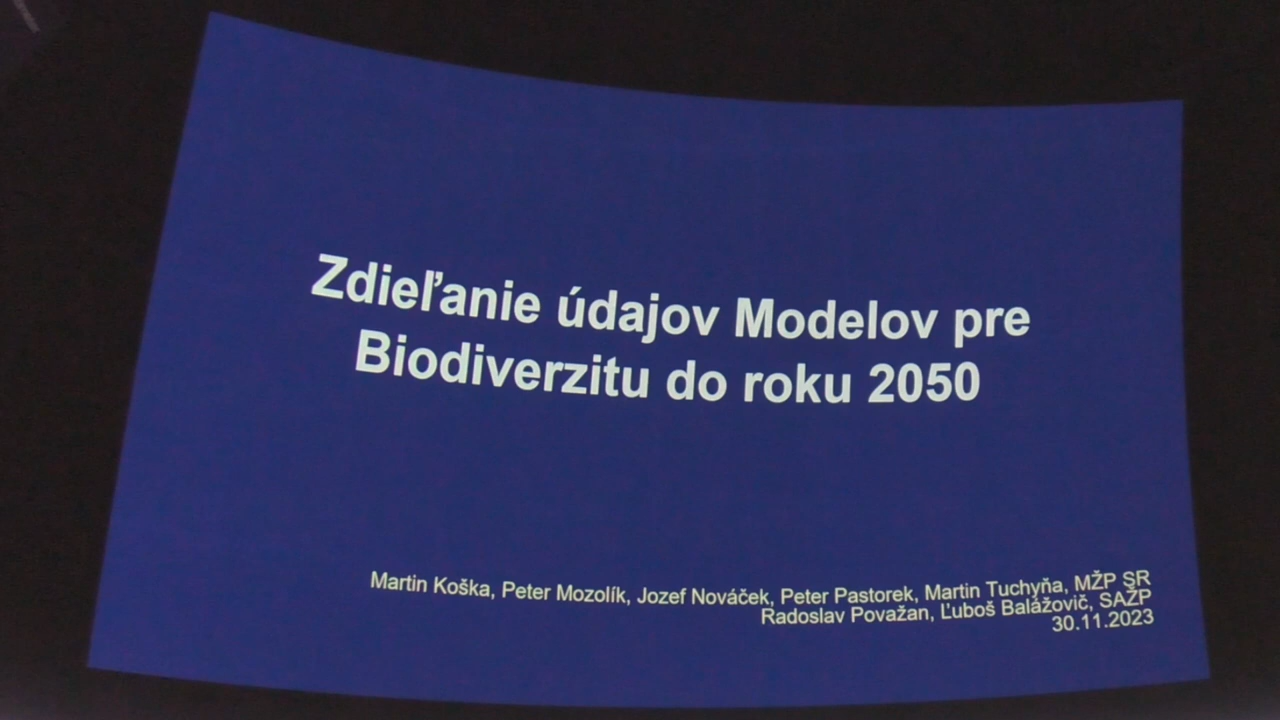 Zdieľanie údajov Modelov pre
Biodiverzitu do roku 2050
Martin Koška, Peter Mozolík, Jozef Nováček, Peter Pastorek, Martin Tuchyňa, MŽP SR
Radoslav Považan, Ľuboš Balážovič, SAŽP
30.11.2023